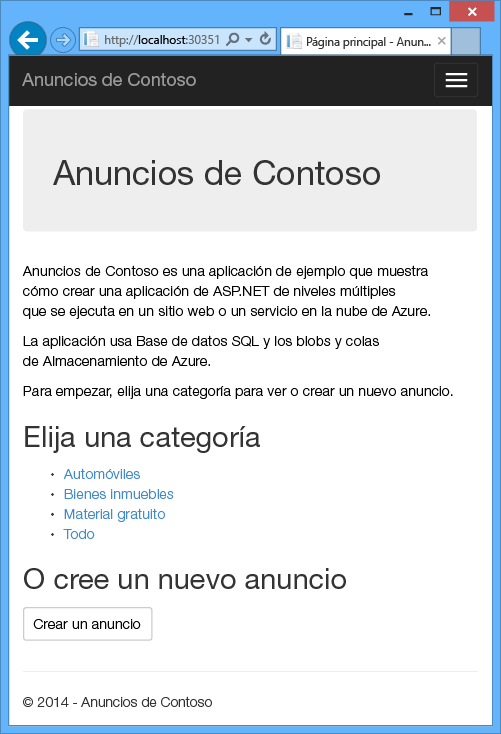 http://localhost:30351
Página principal - Anun...
Anuncios de Contoso
Anuncios de Contoso
Anuncios de Contoso es una aplicación de ejemplo que muestra
cómo crear una aplicación de ASP.NET de niveles múltiples
que se ejecuta en un sitio web o un servicio en la nube de Azure.
La aplicación usa Base de datos SQL y los blobs y colas
de Almacenamiento de Azure.
Para empezar, elija una categoría para ver o crear un nuevo anuncio.
Elija una categoría
Automóviles
Bienes inmuebles
Material gratuito
Todo
O cree un nuevo anuncio
Crear un anuncio
© 2014 - Anuncios de Contoso